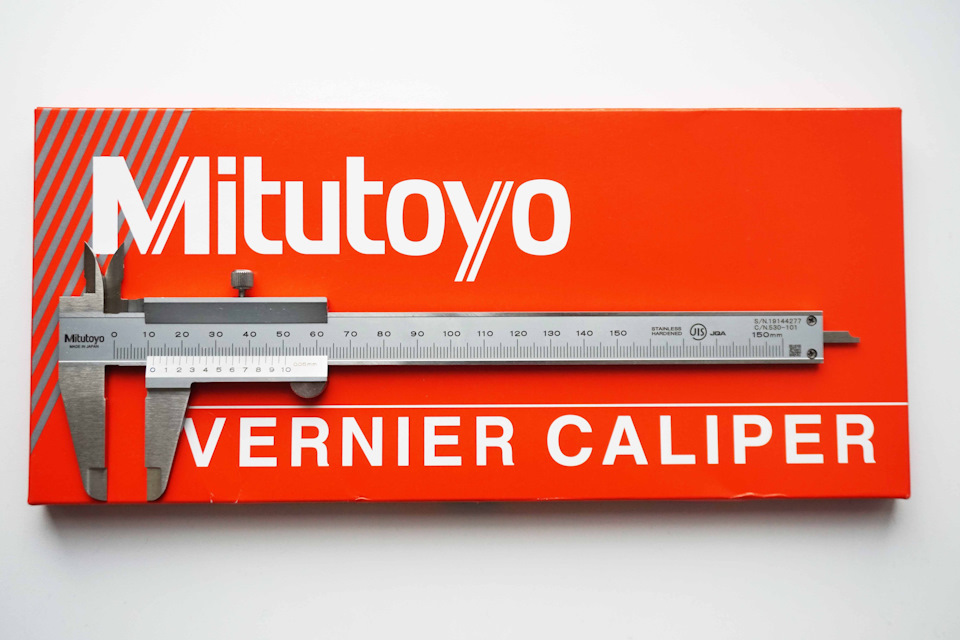 Mitutoyo
Mitutoyo
MADE IN JAPAN
0 10 20 30 40 50 60 70 80 90 100 110 120 130 140 150
STAINLESS
HARDENED
JIS
JQA
S/N.19144277
C/N.530-101
150mm
0 1 2 3 4 5 6 7 8 9 10
0.05mm
VERNIER CALIPER